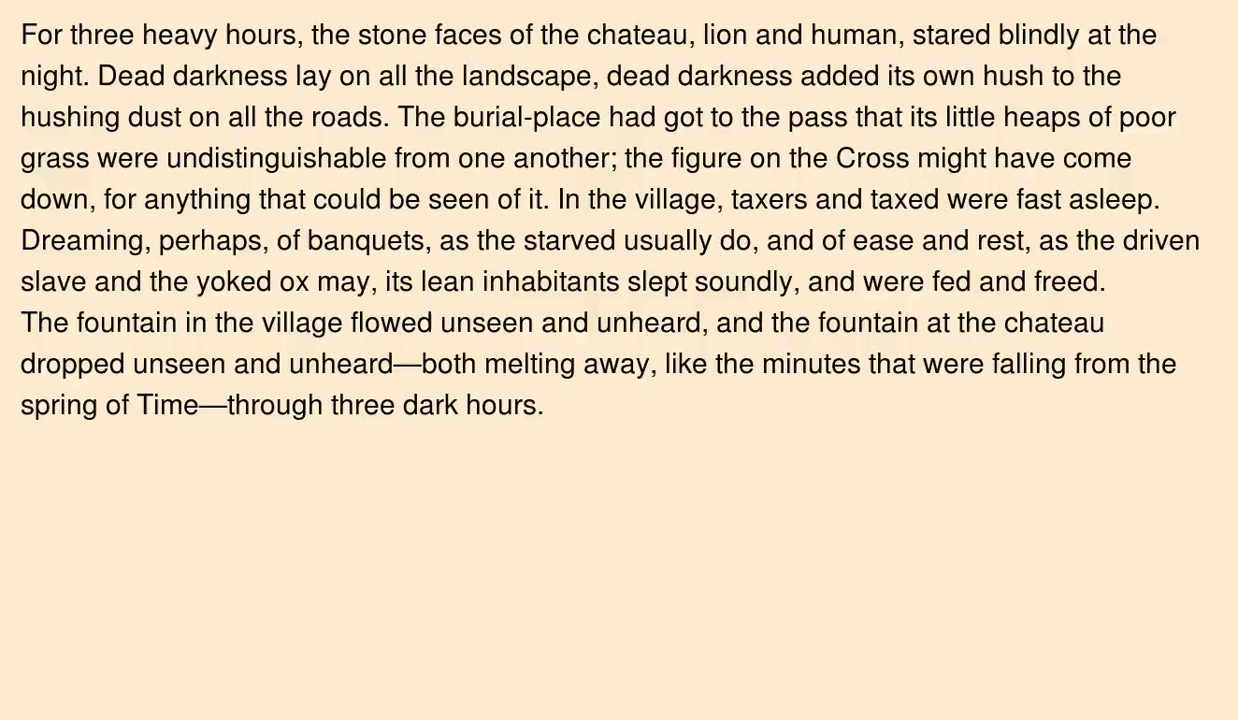 For three heavy hours, the stone faces of the chateau, lion and human, stared blindly at the
night. Dead darkness lay on all the landscape, dead darkness added its own hush to the
hushing dust on all the roads. The burial-place had got to the pass that its little heaps of poor
grass were undistinguishable from one another; the figure on the Cross might have come
down, for anything that could be seen of it. In the village, taxers and taxed were fast asleep.
Dreaming, perhaps, of banquets, as the starved usually do, and of ease and rest, as the driven
slave and the yoked ox may, its lean inhabitants slept soundly, and were fed and freed.
The fountain in the village flowed unseen and unheard, and the fountain at the chateau
dropped unseen and unheard—both melting away, like the minutes that were falling from the
spring of Time—through three dark hours.